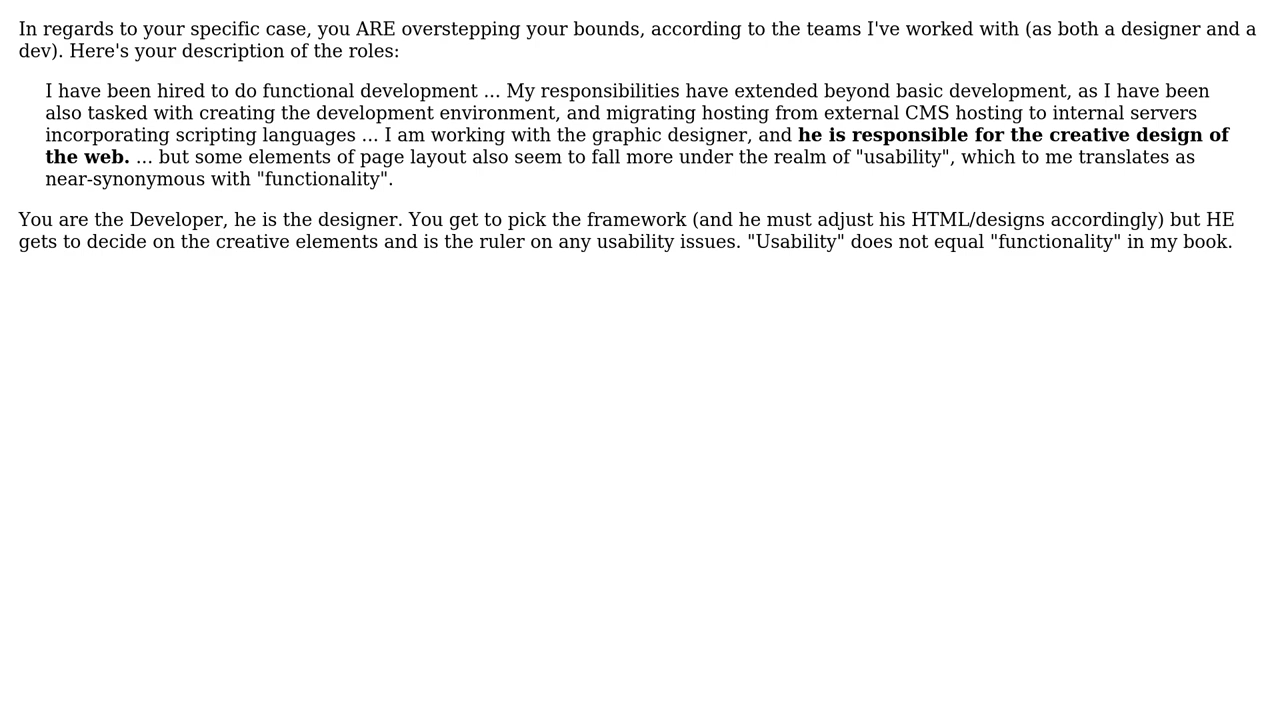 In regards to your specific case, you ARE overstepping your bounds, according to the teams I've worked with (as both a designer and a
dev). Here's your description of the roles:
I have been hired to do functional development ... My responsibilities have extended beyond basic development, as I have been
also tasked with creating the development environment, and migrating hosting from external CMS hosting to internal servers
incorporating scripting languages ... I am working with the graphic designer, and he is responsible for the creative design of
the web. ... but some elements of page layout also seem to fall more under the realm of "usability", which to me translates as
near-synonymous with "functionality".
You are the Developer, he is the designer. You get to pick the framework (and he must adjust his HTML/designs accordingly) but HE
gets to decide on the creative elements and is the ruler on any usability issues. "Usability" does not equal "functionality" in my book.